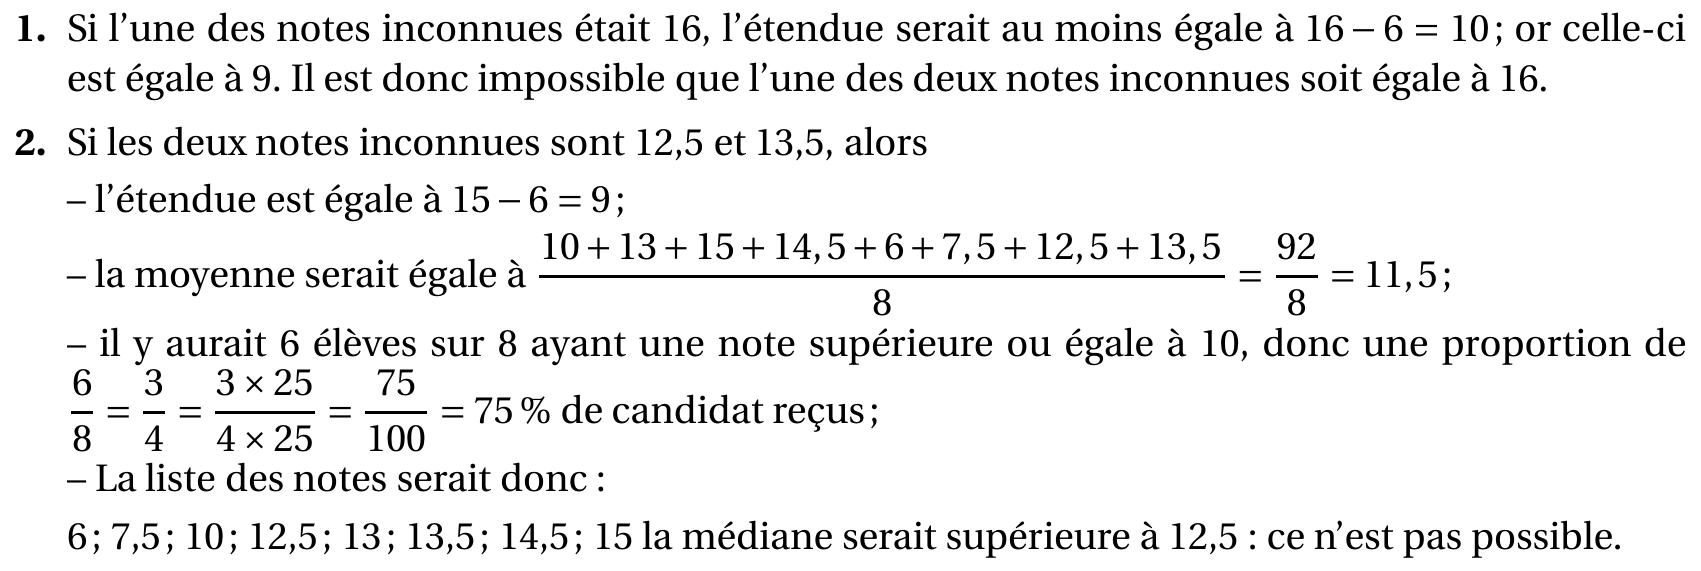 1. Si l'une des notes inconnues était 16, l'étendue serait au moins égale à 16 − 6 = 10 ; or celle-ci
est égale à 9. Il est donc impossible que l'une des deux notes inconnues soit égale à 16.
2. Si les deux notes inconnues sont 12,5 et 13,5, alors
– l'étendue est égale à 15 − 6 = 9 ;
– la moyenne serait égale à \frac{10 + 13 + 15 + 14,5 + 6 + 7,5 + 12,5 + 13,5}{8} = \frac{92}{8} = 11,5 ;
– il y aurait 6 élèves sur 8 ayant une note supérieure ou égale à 10, donc une proportion de
\frac{6}{8} = \frac{3}{4} = \frac{3 × 25}{4 × 25} = \frac{75}{100} = 75 % de candidat reçus ;
– La liste des notes serait donc :
6 ; 7,5 ; 10 ; 12,5 ; 13 ; 13,5 ; 14,5 ; 15 la médiane serait supérieure à 12,5 : ce n'est pas possible.